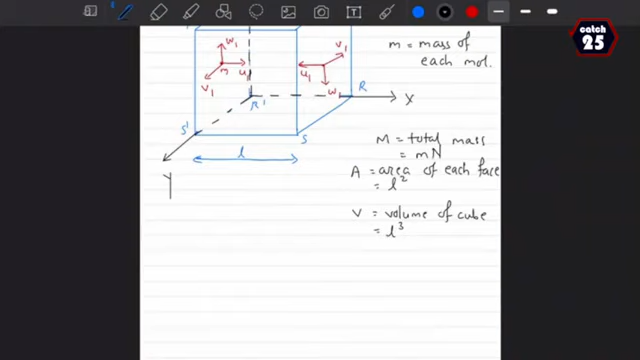 catch
25
w₁
m
u₁
v₁
v₁
u₁
w₁
m = mass of
each mol.
R
X
R'
S'
S
l
Y
M = total mass
= mN
A = area of each face
= l²
V = volume of cube
= l³